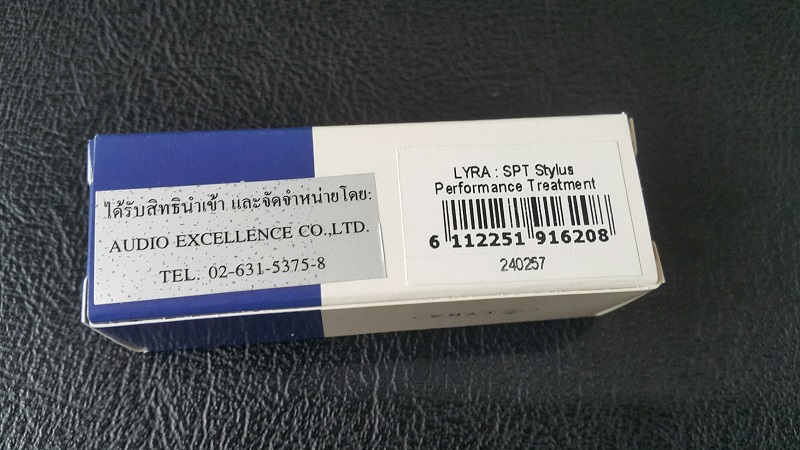 ได้รับสิทธินำเข้า และจัดจำหน่ายโดย:
AUDIO EXCELLENCE CO.,LTD.
TEL. 02-631-5375-8
LYRA : SPT Stylus
Performance Treatment
6 112251 916208
240257
LYRA